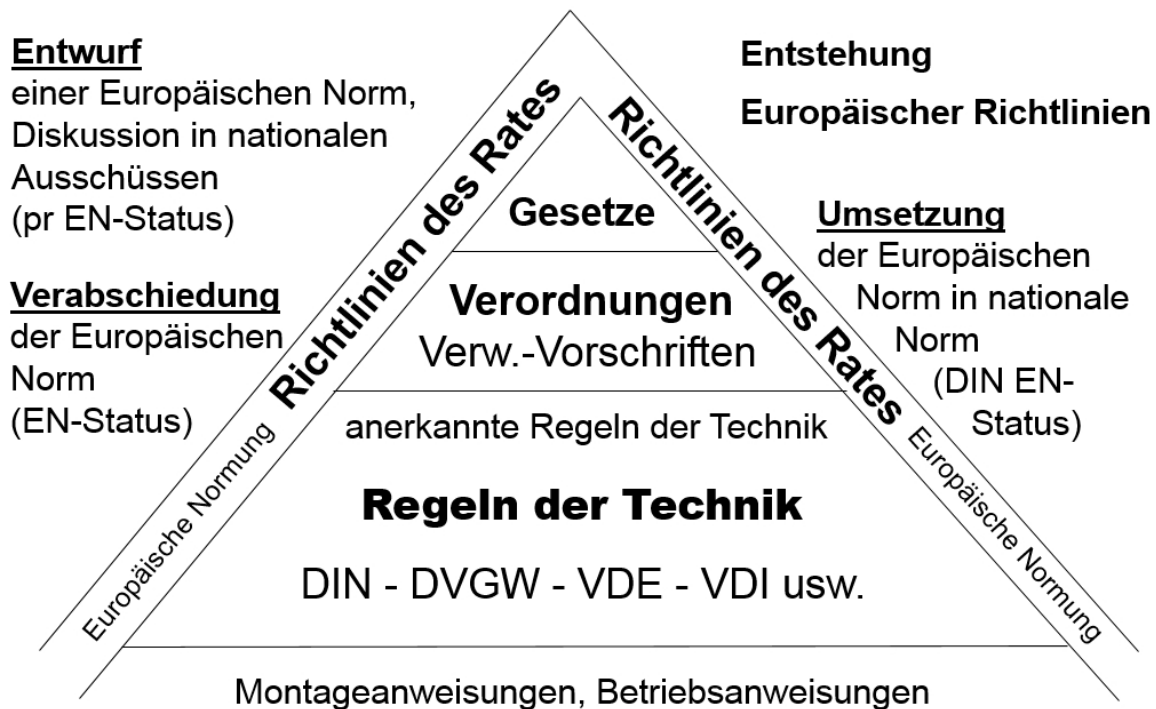 Entwurf
einer Europäischen Norm,
Diskussion in nationalen
Ausschüssen
(pr EN-Status)
Verabschiedung
der Europäischen
Norm
(EN-Status)
Entstehung
Europäischer Richtlinien
Umsetzung
der Europäischen
Norm in nationale
Norm
(DIN EN-
Status)
Richtlinien des Rates
Europäische Normung
Richtlinien des Rates
Europäische Normung
Gesetze
Verordnungen
Verw.-Vorschriften
anerkannte Regeln der Technik
Regeln der Technik
DIN - DVGW - VDE - VDI usw.
Montageanweisungen, Betriebsanweisungen